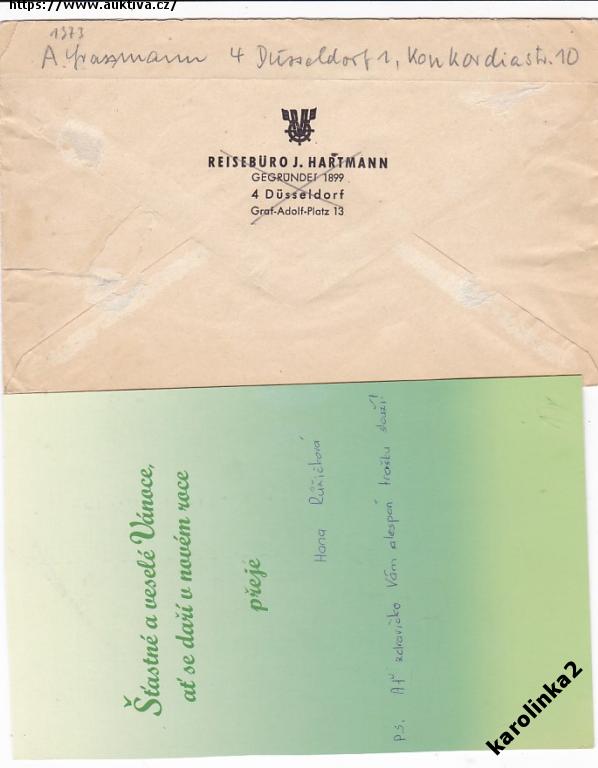 https://www.auktiva.cz/
1373
A. Grassmann 4 Düsseldorf 1, Konkordiastr. 10
REISEBÜRO J. HARTMANN
GEGRÜNDET 1899
4 Düsseldorf
Graf-Adolf-Platz 13
Šťastné a veselé Vánoce,
ať se daří v novém roce
přeje
Hana Růžičková
p.s. Ať zdravíčko Vám alespoň trošku slouží
karolinka2